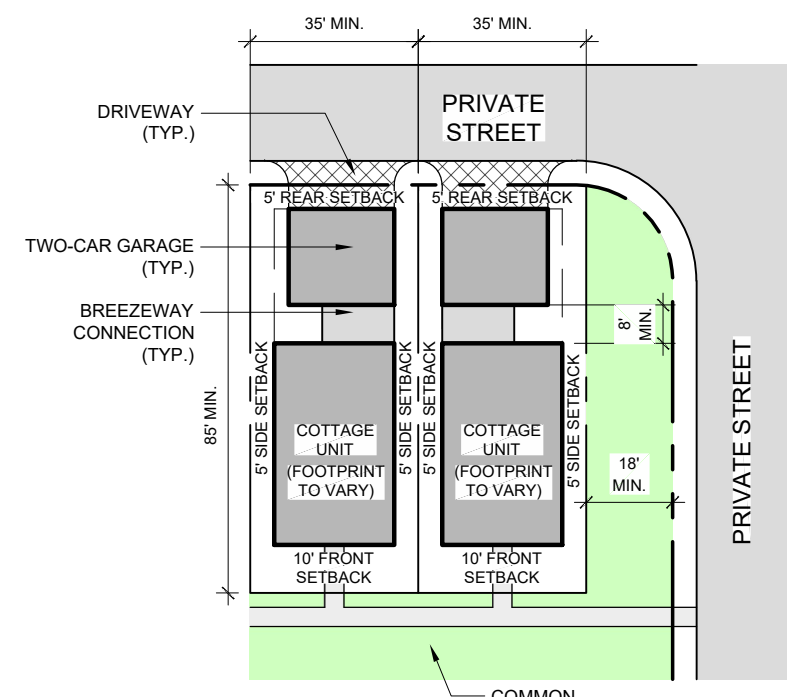 35' MIN.
35' MIN.
PRIVATE
STREET
DRIVEWAY
(TYP.)
5' REAR SETBACK
5' REAR SETBACK
TWO-CAR GARAGE
(TYP.)
BREEZEWAY
CONNECTION
(TYP.)
8'
MIN.
85' MIN.
5' SIDE SETBACK
5' SIDE SETBACK
5' SIDE SETBACK
5' SIDE SETBACK
COTTAGE
UNIT
(FOOTPRINT
TO VARY)
COTTAGE
UNIT
(FOOTPRINT
TO VARY)
18'
MIN.
PRIVATE STREET
10' FRONT
SETBACK
10' FRONT
SETBACK
COMMON